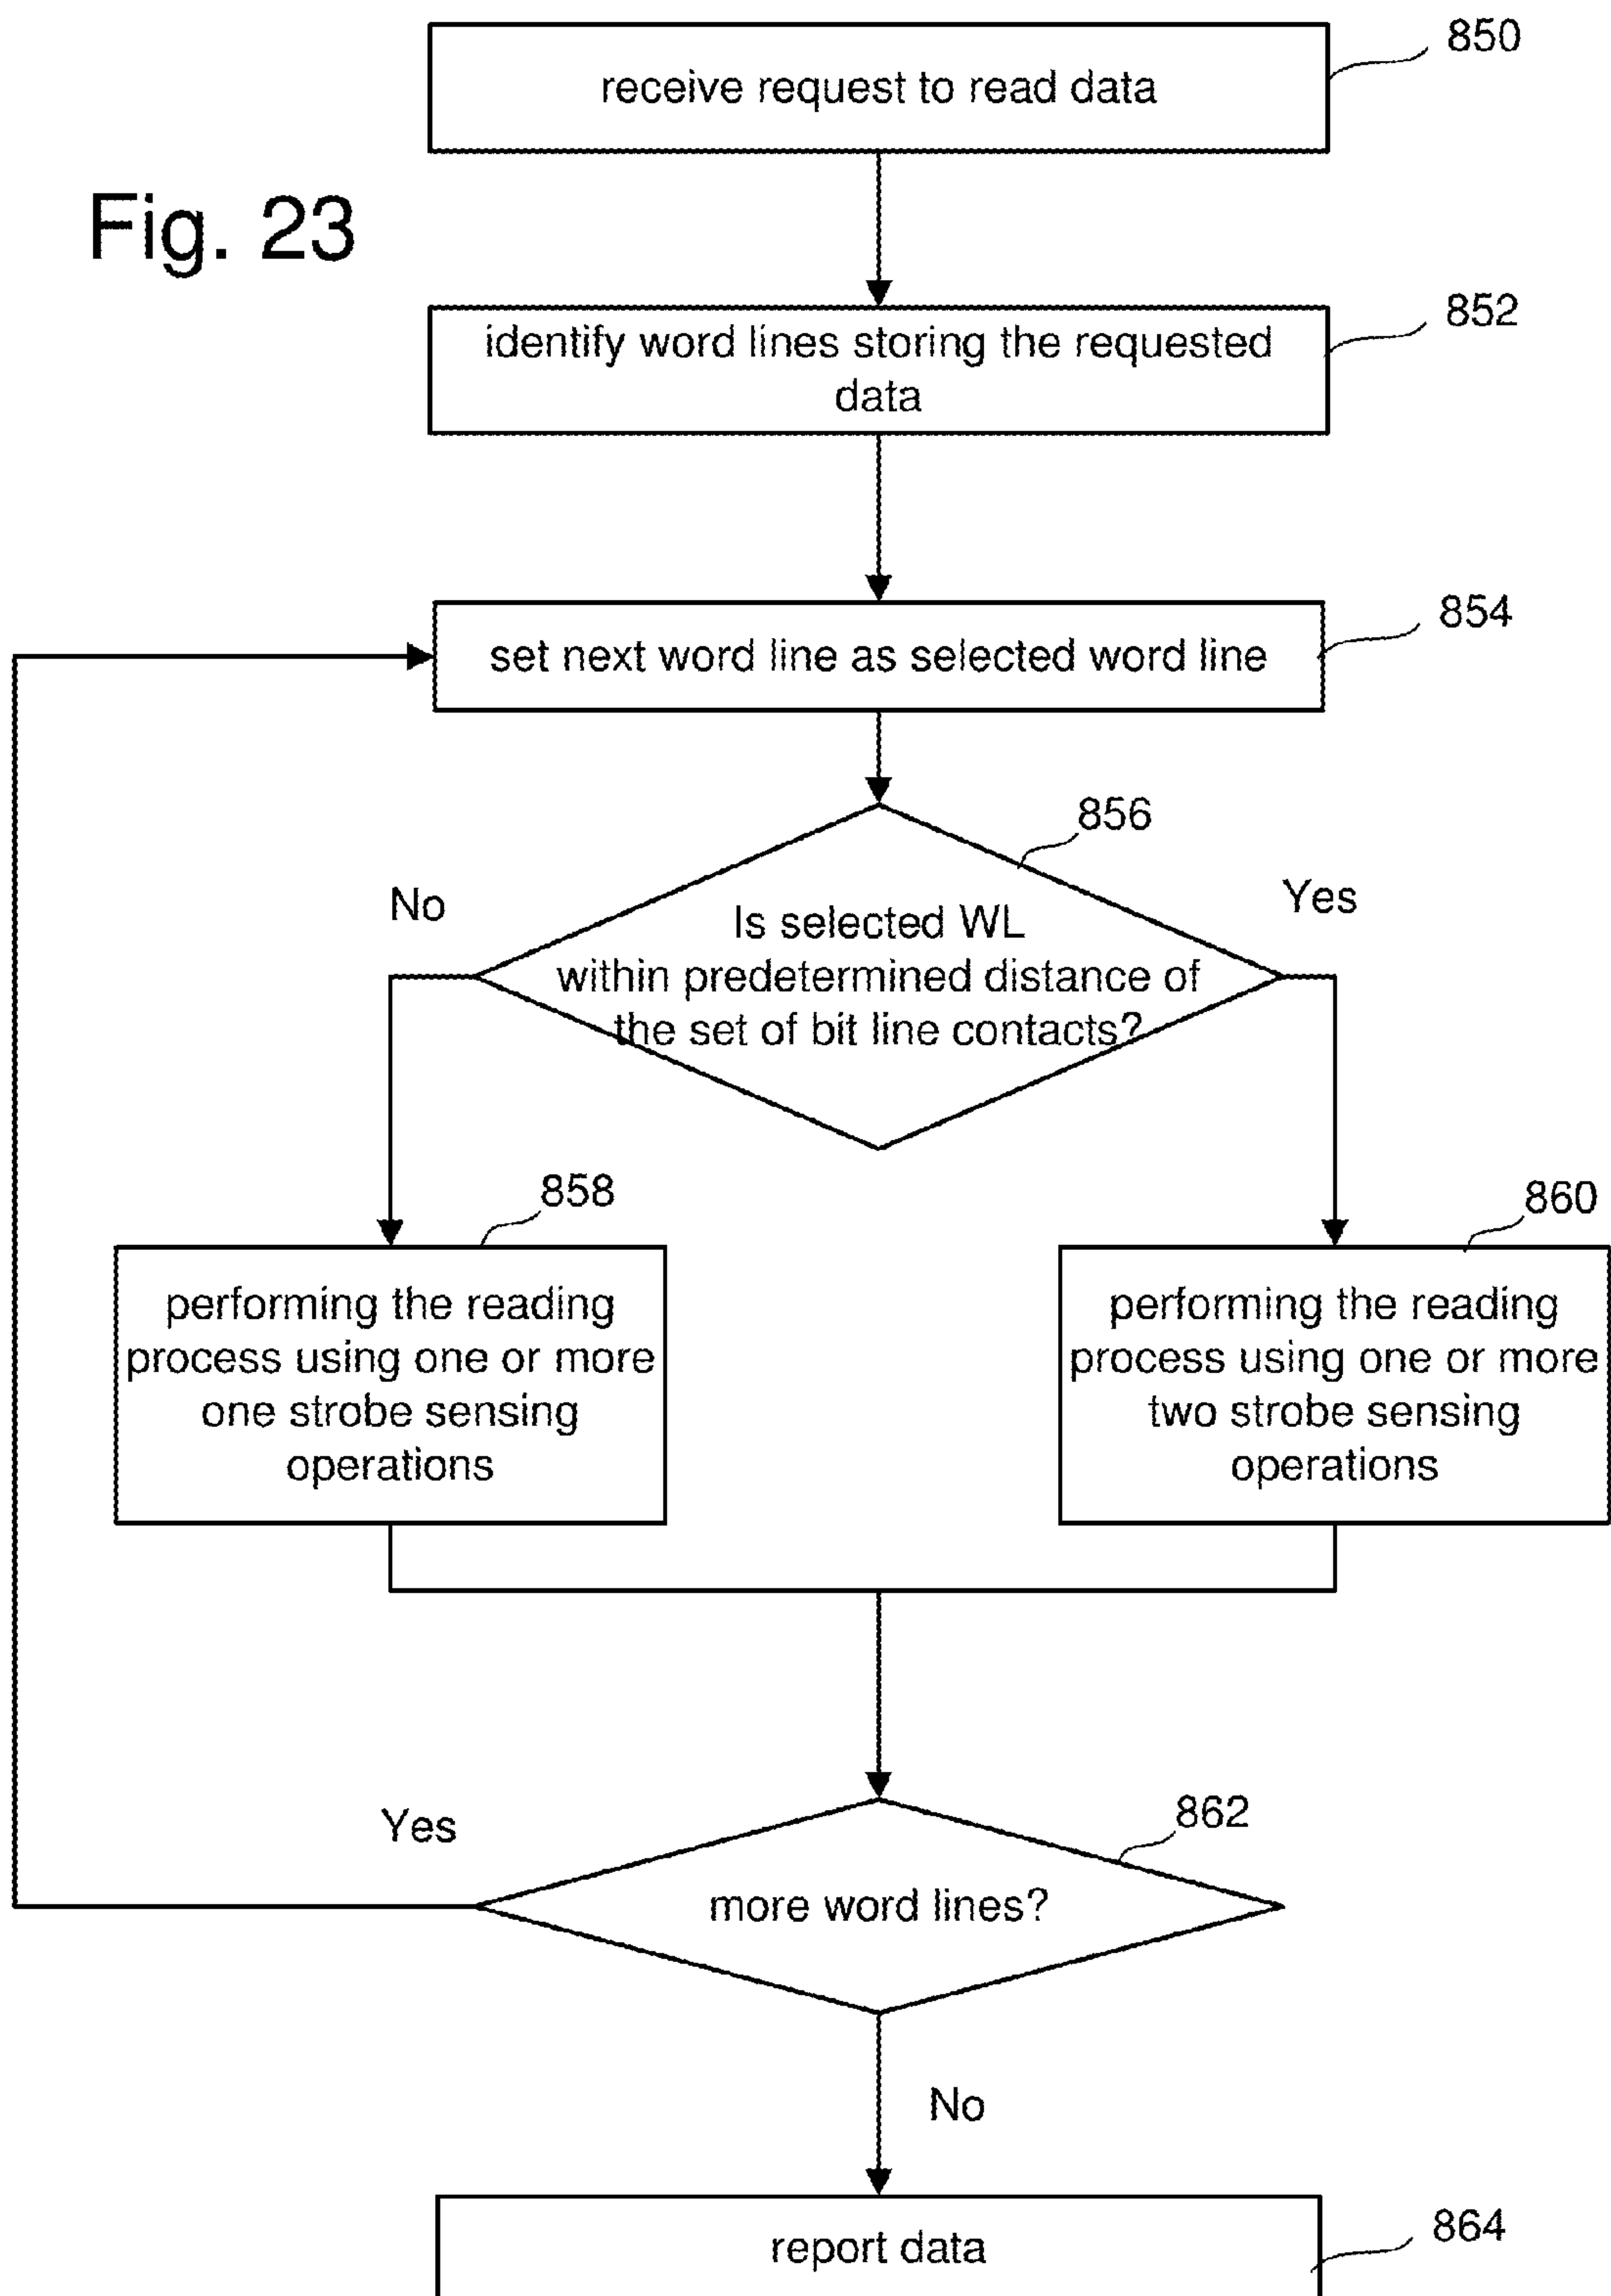 850
receive request to read data
Fig. 23
852
identify word lines storing the requested
data
854
set next word line as selected word line
856
No
Yes
Is selected WL
within predetermined distance of
the set of bit line contacts?
858
860
performing the reading
process using one or more
one strobe sensing
operations
performing the reading
process using one or more
two strobe sensing
operations
862
Yes
more word lines?
No
864
report data